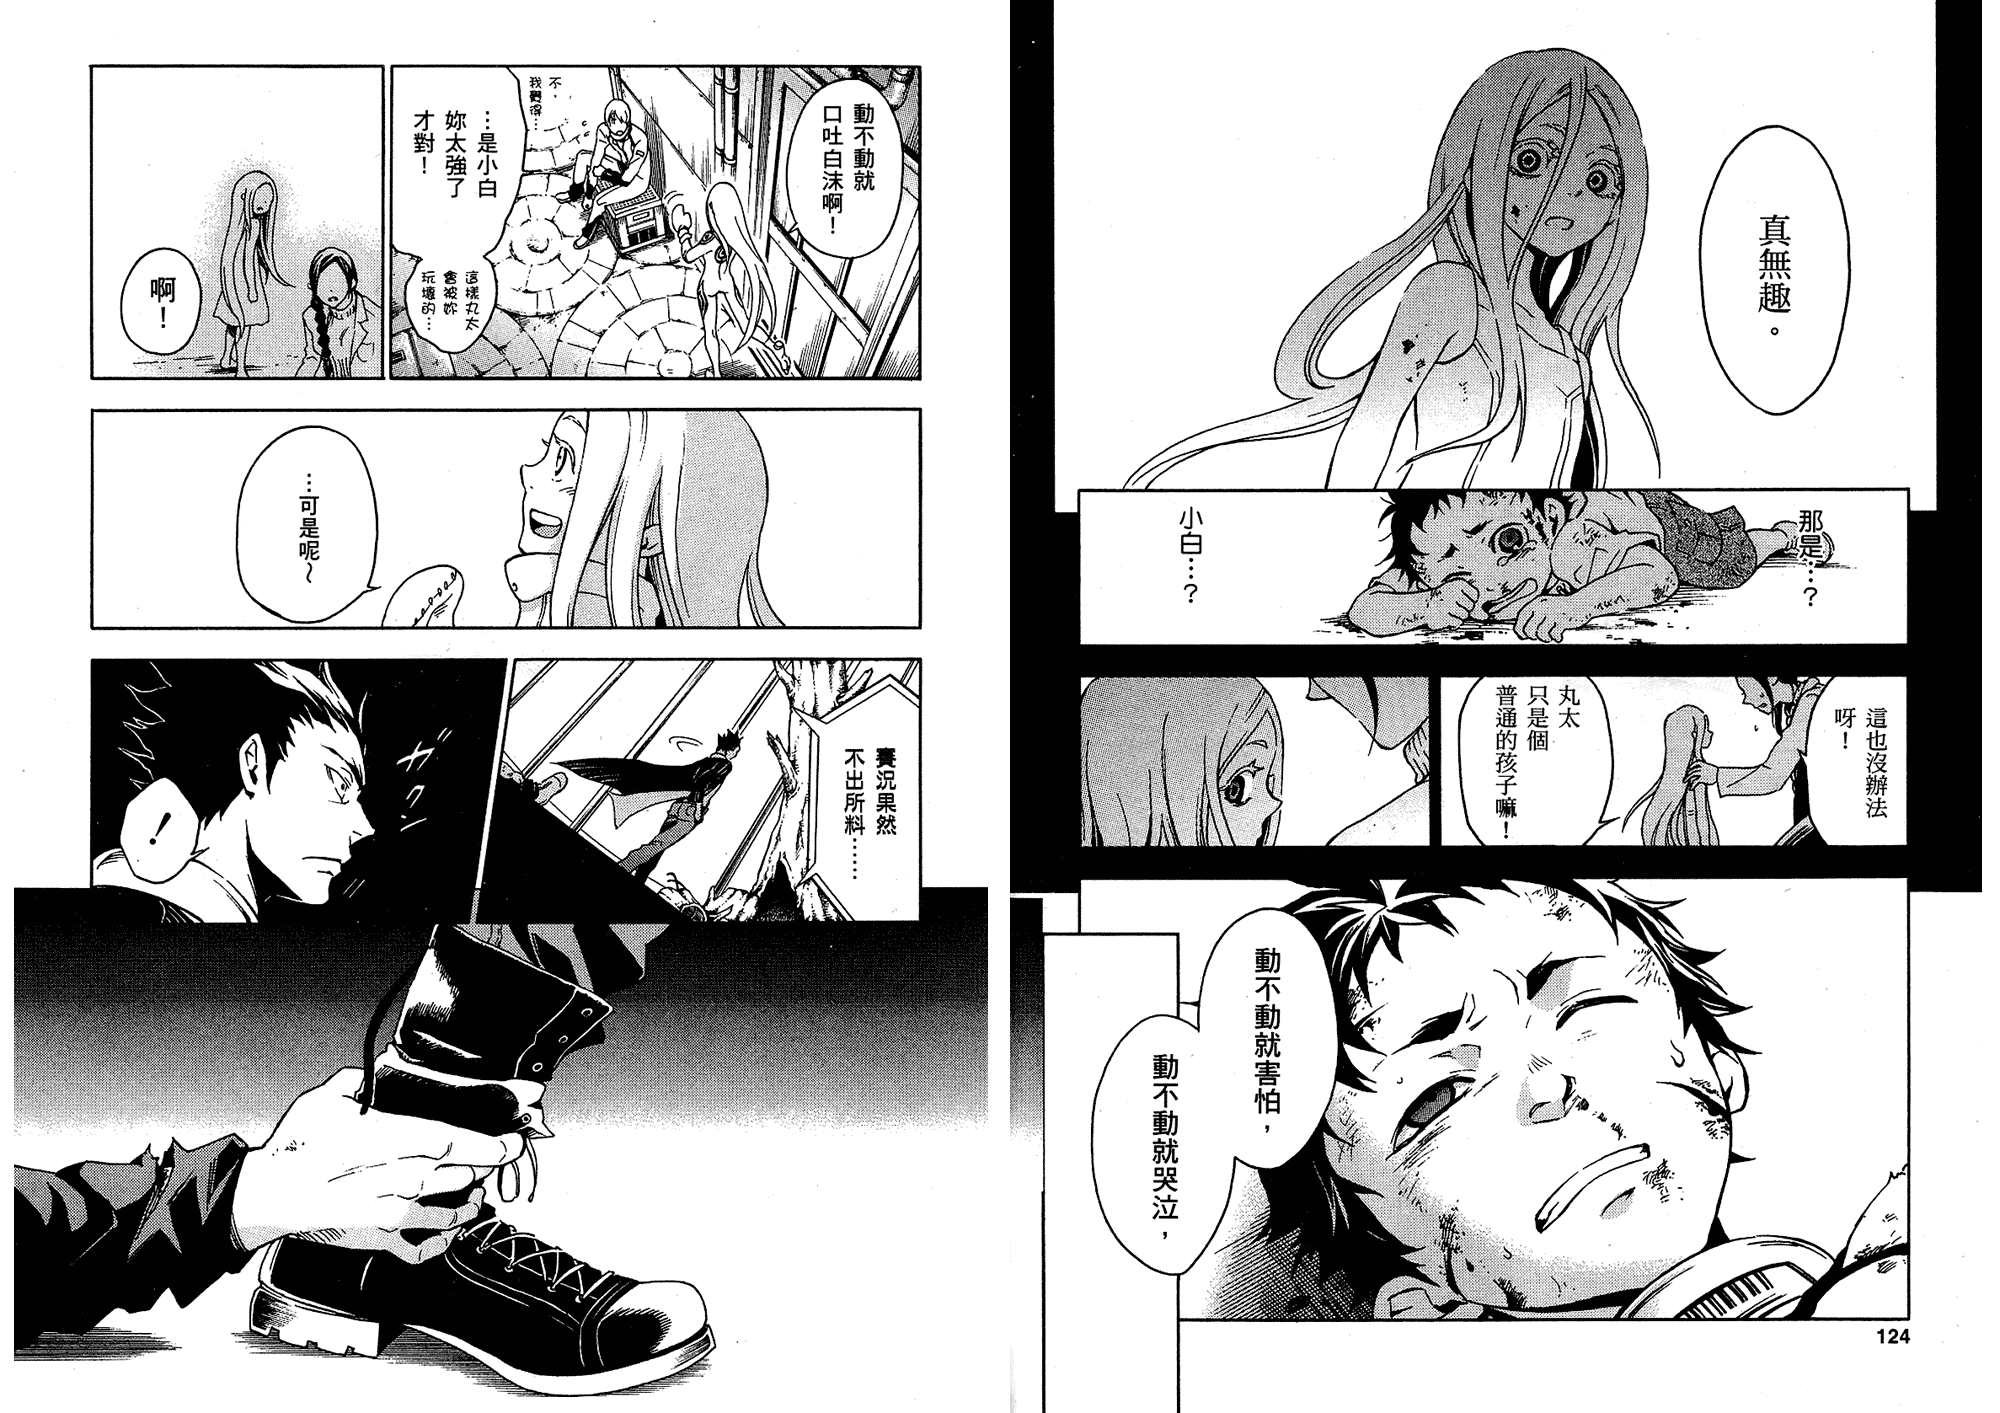 真無趣。
那是…?
小白…?
這也沒辦法
呀!
丸太
只是個
普通的孩子嘛!
動不動就害怕,
動不動就哭泣,
124
動不動就
口吐白沫啊!
不,
我覺得…
…是小白
妳太強了
才對!
這樣丸太
會被妳
玩壞的…
啊!
…可是呢~
賽況果然
不出所料……
!